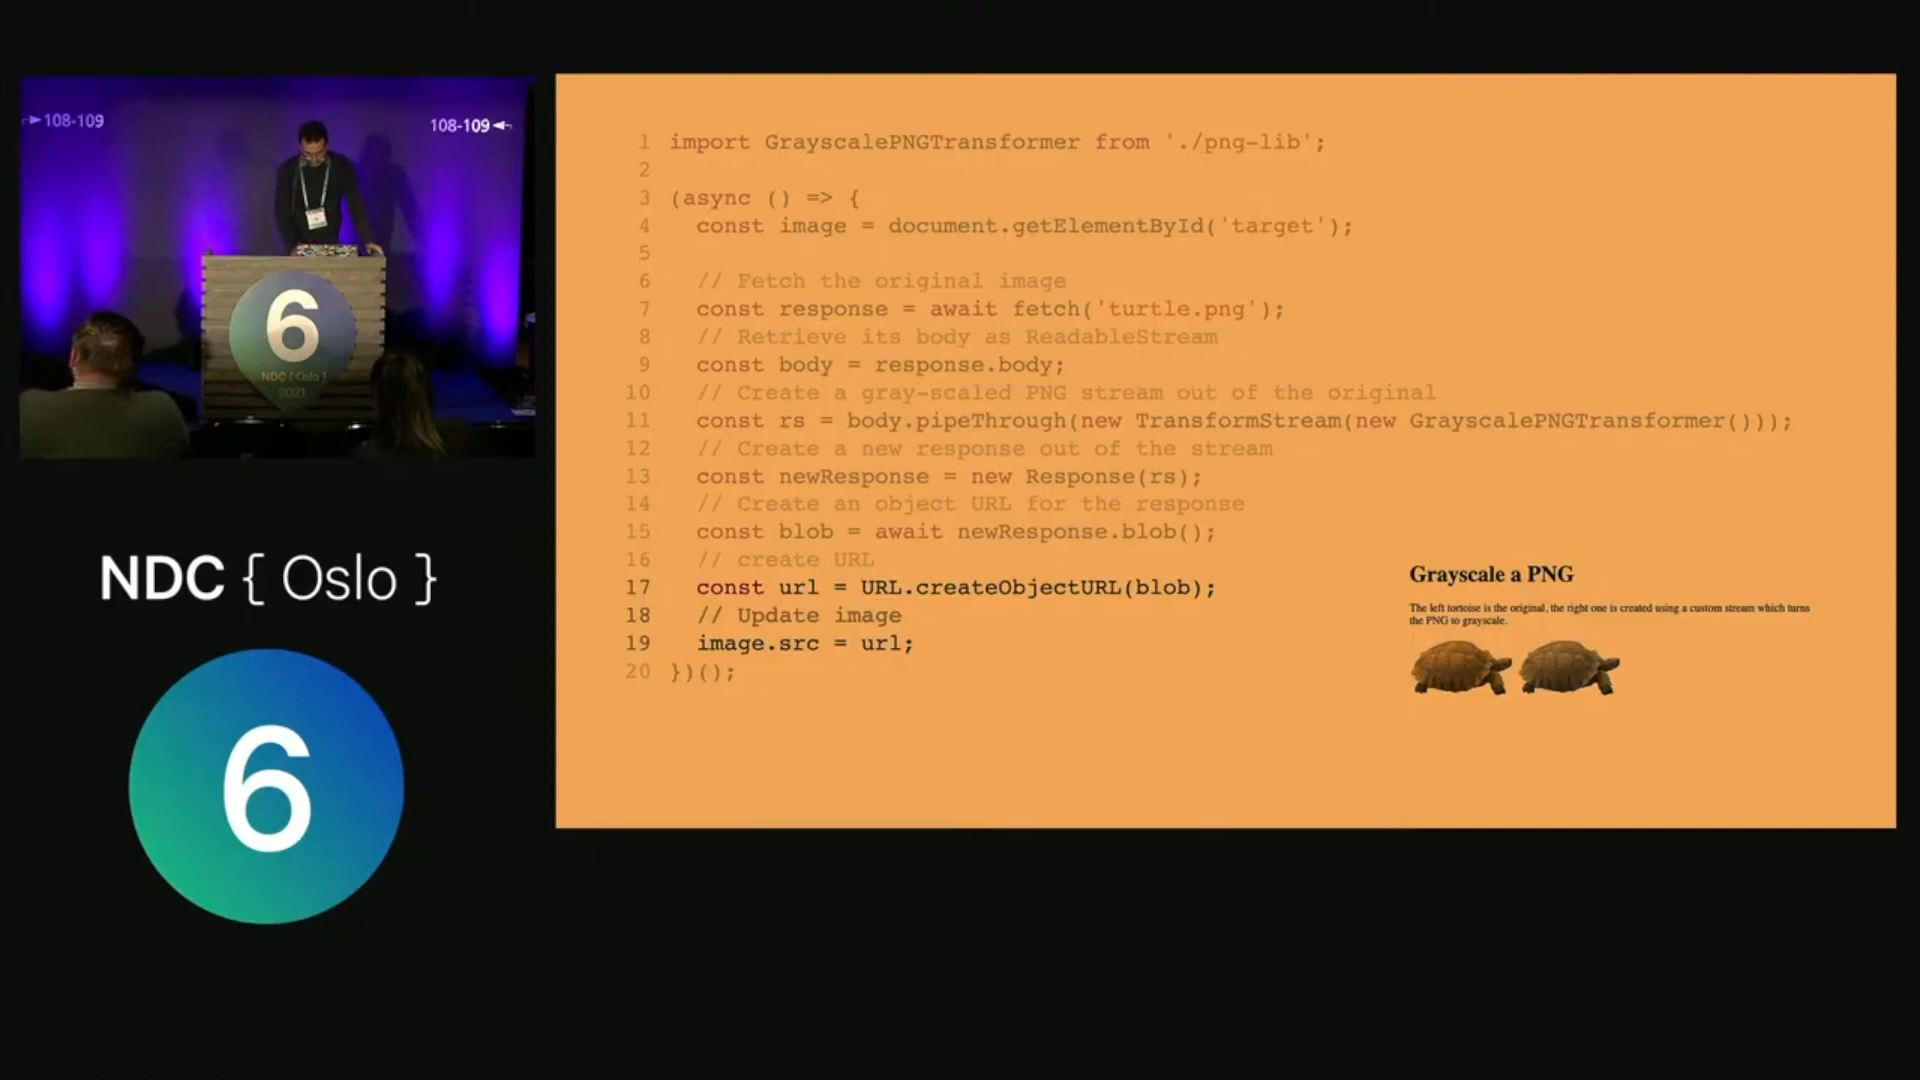 108-109
108-109
6
NDC { Oslo }
2021
NDC { Oslo }
6
1 import GrayscalePNGTransformer from './png-lib';
2
3 (async () => {
4 const image = document.getElementById('target');
5
6 // Fetch the original image
7 const response = await fetch('turtle.png');
8 // Retrieve its body as ReadableStream
9 const body = response.body;
10 // Create a gray-scaled PNG stream out of the original
11 const rs = body.pipeThrough(new TransformStream(new GrayscalePNGTransformer()));
12 // Create a new response out of the stream
13 const newResponse = new Response(rs);
14 // Create an object URL for the response
15 const blob = await newResponse.blob();
16 // create URL
17 const url = URL.createObjectURL(blob);
18 // Update image
19 image.src = url;
20 })();
Grayscale a PNG
The left tortoise is the original, the right one is created using a custom stream which turns
the PNG to grayscale.